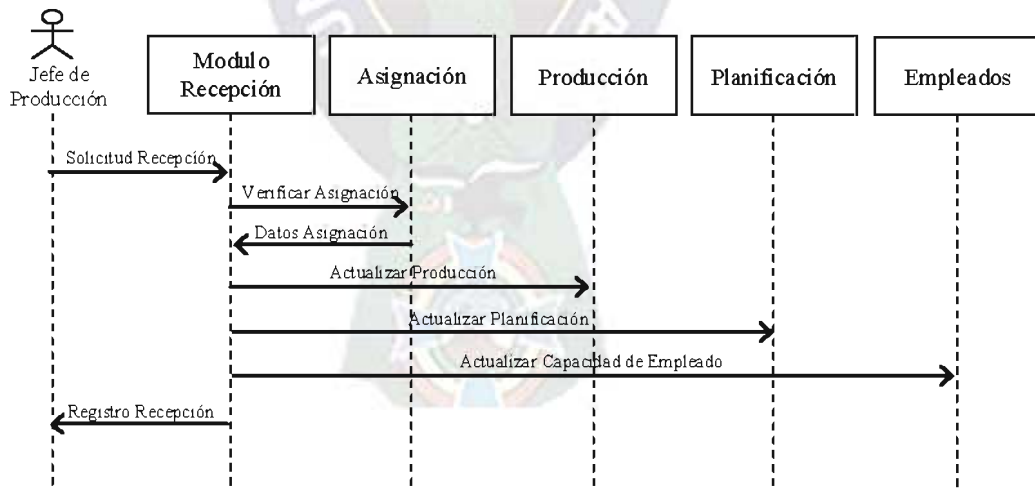 Jefe de
Producción
Modulo
Recepción
Asignación
Producción
Planificación
Empleados
Solicitud Recepción
Verificar Asignación
Datos Asignación
Actualizar Producción
Actualizar Planificación
Actualizar Capacidad de Empleado
Registro Recepción